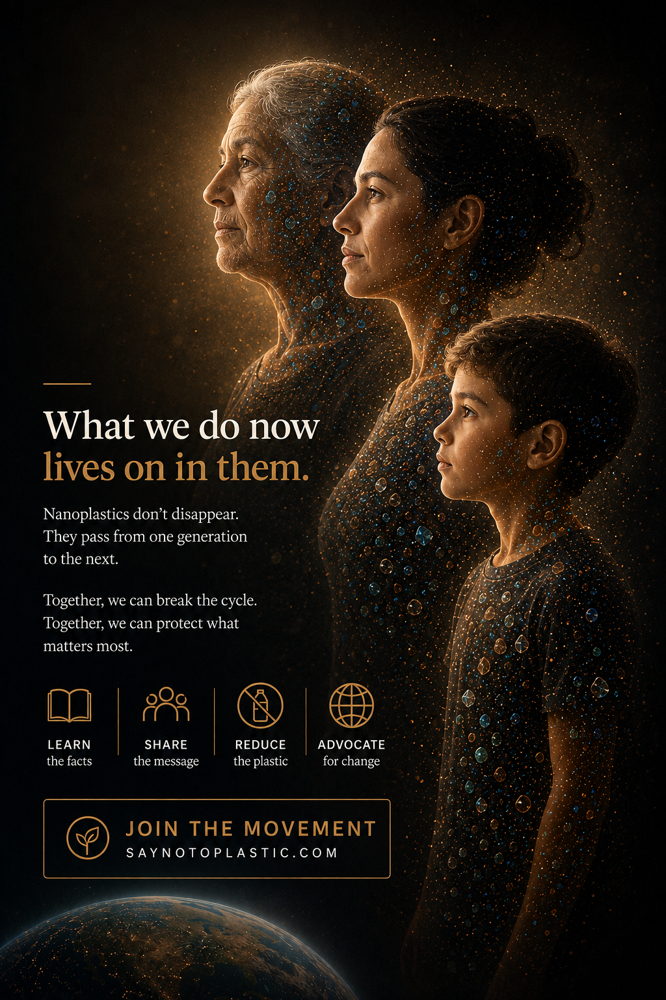 What we do now
lives on in them.
Nanoplastics don’t disappear.
They pass from one generation
to the next.
Together, we can break the cycle.
Together, we can protect what
matters most.
LEARN
the facts
SHARE
the message
REDUCE
the plastic
ADVOCATE
for change
JOIN THE MOVEMENT
SAYNOTOPLASTIC.COM